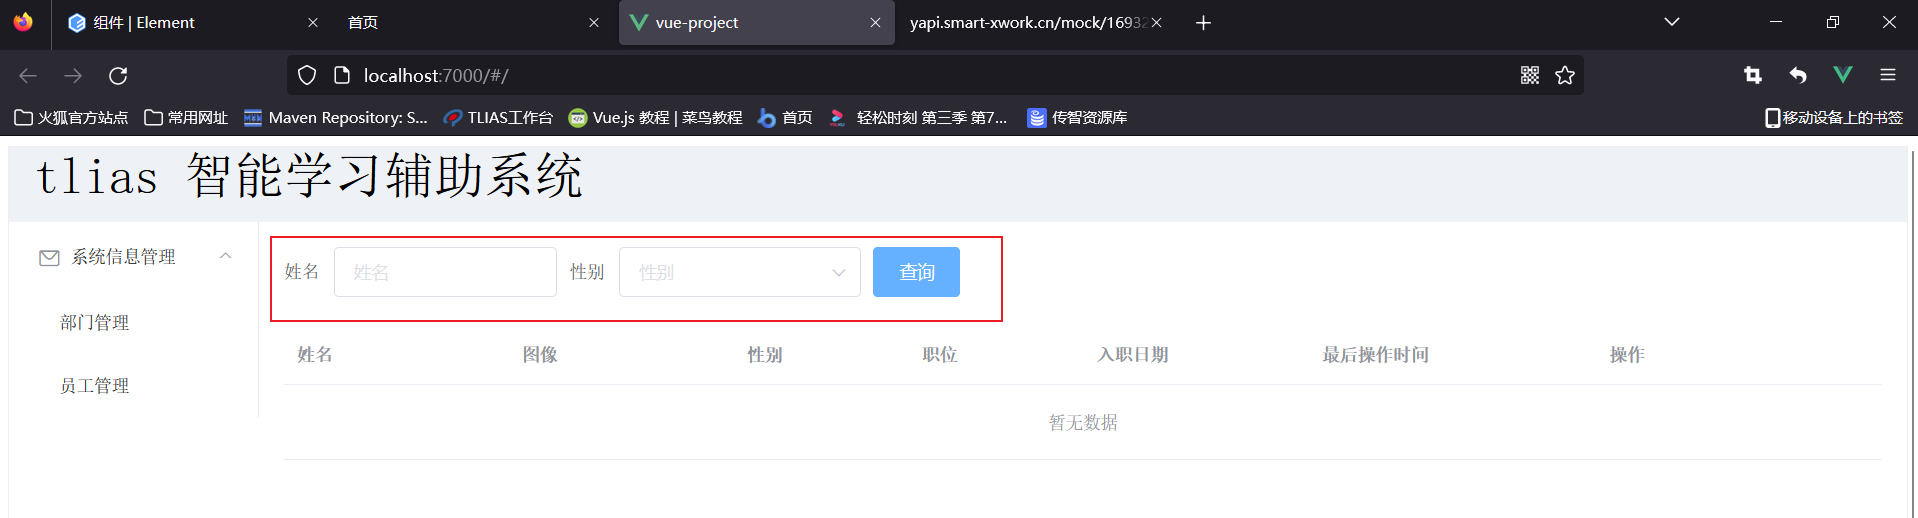 组件 | Element
首页
vue-project
yapi.smart-xwork.cn/mock/16932
localhost:7000/#/
火狐官方站点
常用网址
Maven Repository: S...
TLIAS工作台
Vue.js 教程 | 菜鸟教程
首页
轻松时刻 第三季 第7...
传智资源库
移动设备上的书签
tlias 智能学习辅助系统
系统信息管理
部门管理
员工管理
姓名 姓名 性别 性别 查询
姓名 图像 性别 职位 入职日期 最后操作时间 操作
暂无数据